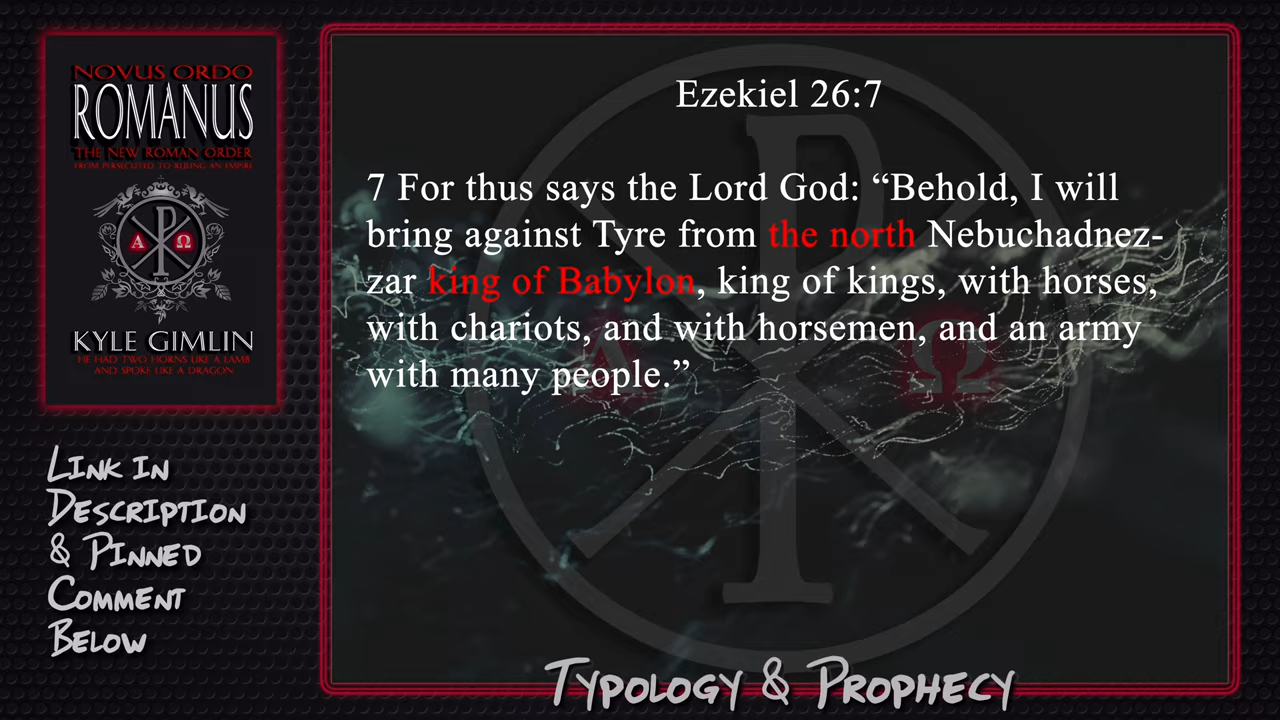 NOVUS ORDO
ROMANUS
THE NEW ROMAN ORDER
FROM PERSECUTED TO RULING AN EMPIRE
Α Ω
KYLE GIMLIN
HE HAD TWO HORNS LIKE A LAMB
AND SPOKE LIKE A DRAGON
LINK IN
DESCRIPTION
& PINNED
COMMENT
BELOW
Ezekiel 26:7
7 For thus says the Lord God: “Behold, I will
bring against Tyre from the north Nebuchadnez-
zar king of Babylon, king of kings, with horses,
with chariots, and with horsemen, and an army
with many people.”
Α Ω
TYPOLOGY & PROPHECY